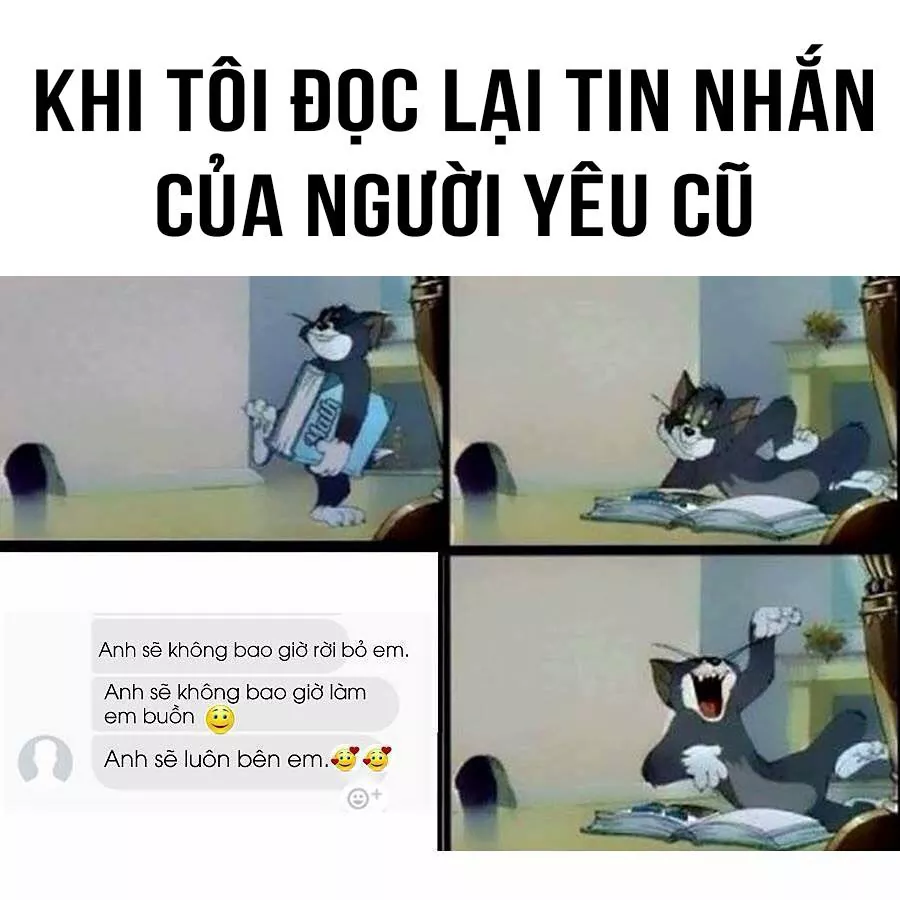 KHI TÔI ĐỌC LẠI TIN NHẮN
CỦA NGƯỜI YÊU CŨ
Math
Anh sẽ không bao giờ rời bỏ em.
Anh sẽ không bao giờ làm
em buồn 🙂
Anh sẽ luôn bên em.🥰🥰